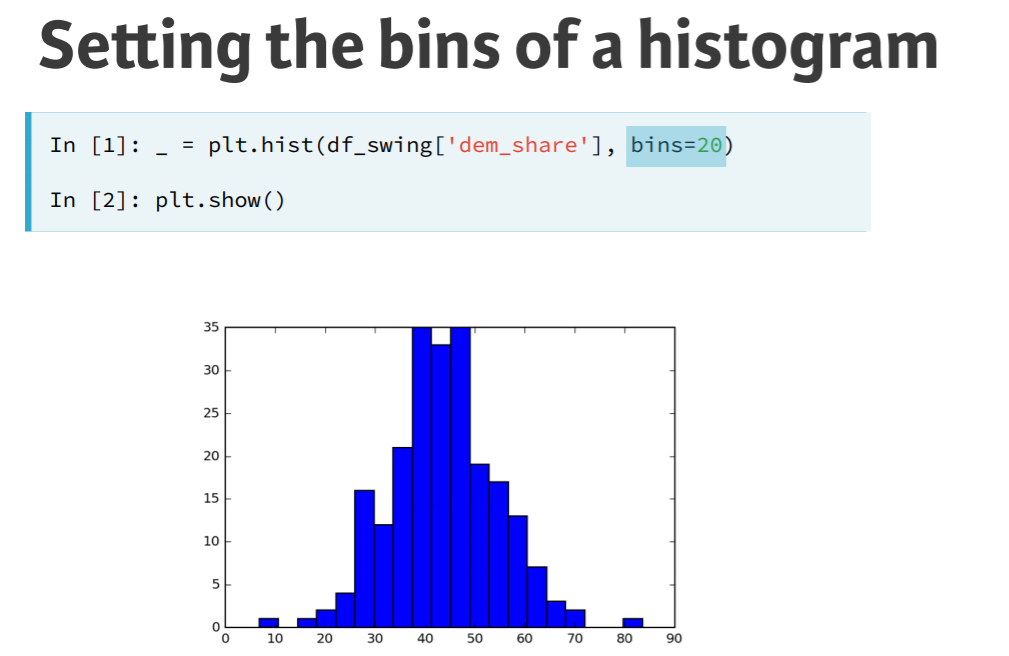 Setting the bins of a histogram
In [1]: _ = plt.hist(df_swing['dem_share'], bins=20)
In [2]: plt.show()
35
30
25
20
15
10
5
0
0 10 20 30 40 50 60 70 80 90